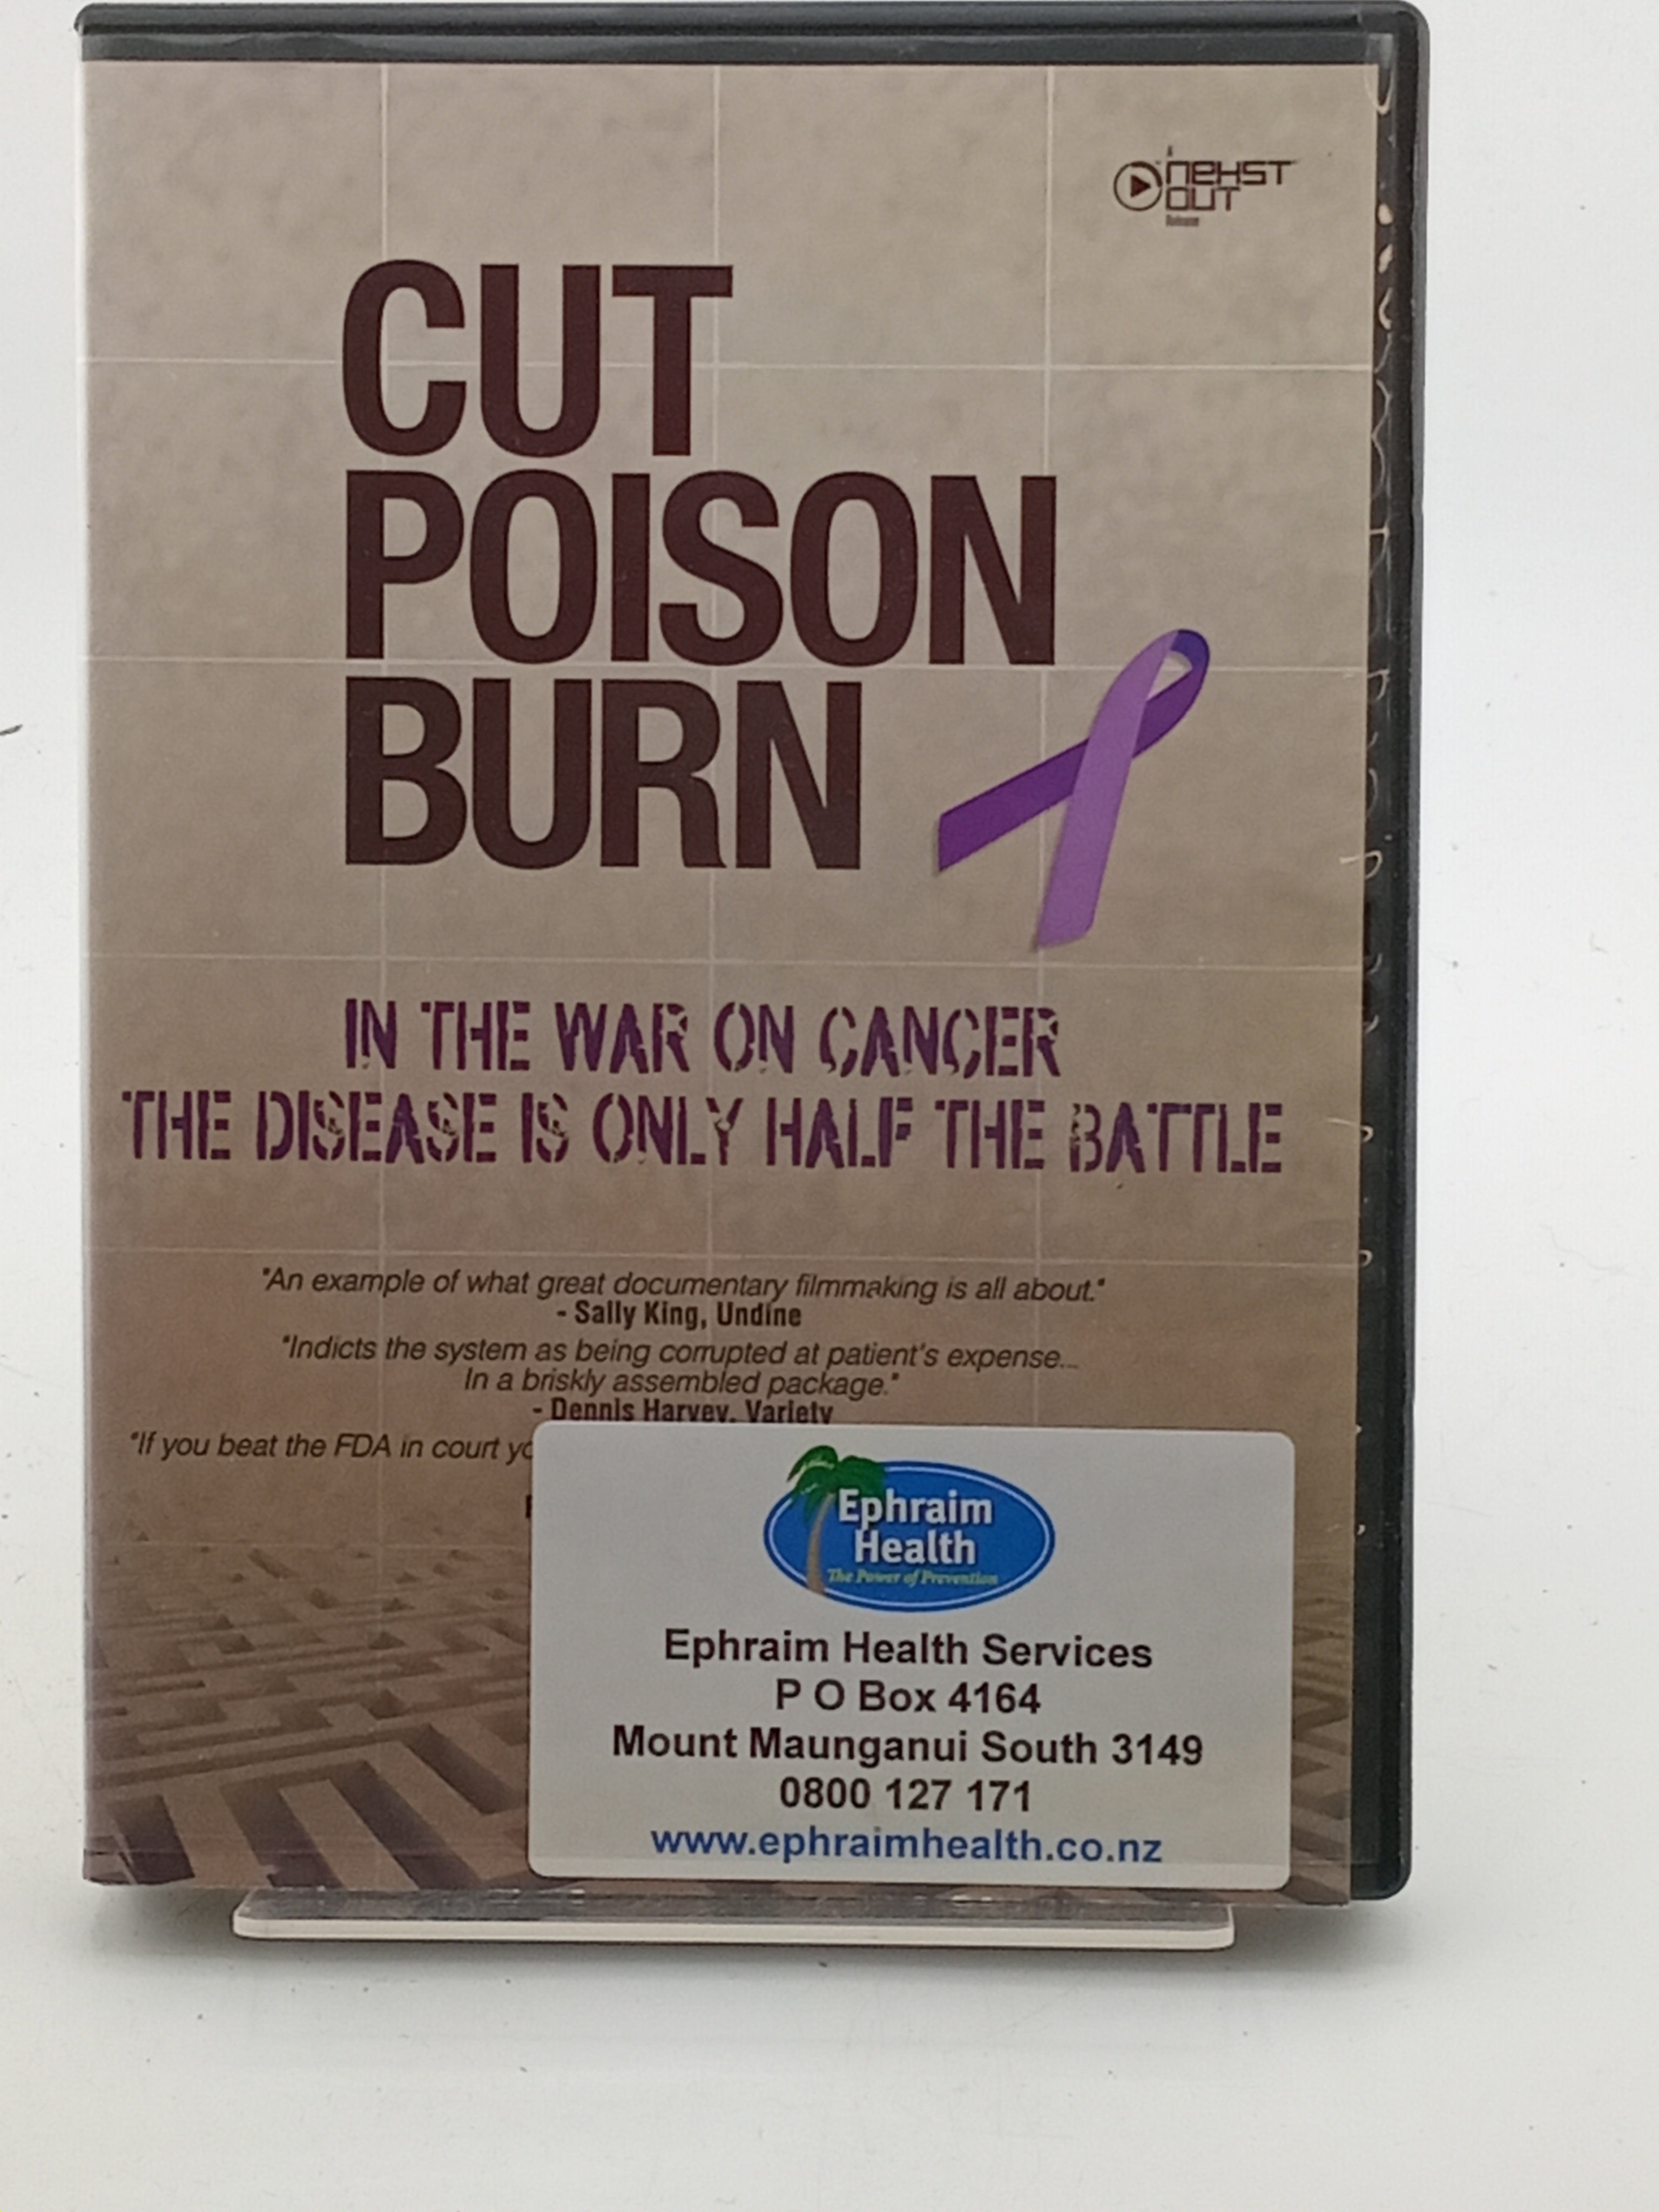 A
NEHST
OUT
Release
CUT
POISON
BURN
IN THE WAR ON CANCER
THE DISEASE IS ONLY HALF THE BATTLE
"An example of what great documentary filmmaking is all about."
- Sally King, Undine
"Indicts the system as being corrupted at patient's expense...
In a briskly assembled package."
- Dennis Harvey, Variety
"If you beat the FDA in court
Ephraim
Health
The Power of Prevention
Ephraim Health Services
P O Box 4164
Mount Maunganui South 3149
0800 127 171
www.ephraimhealth.co.nz